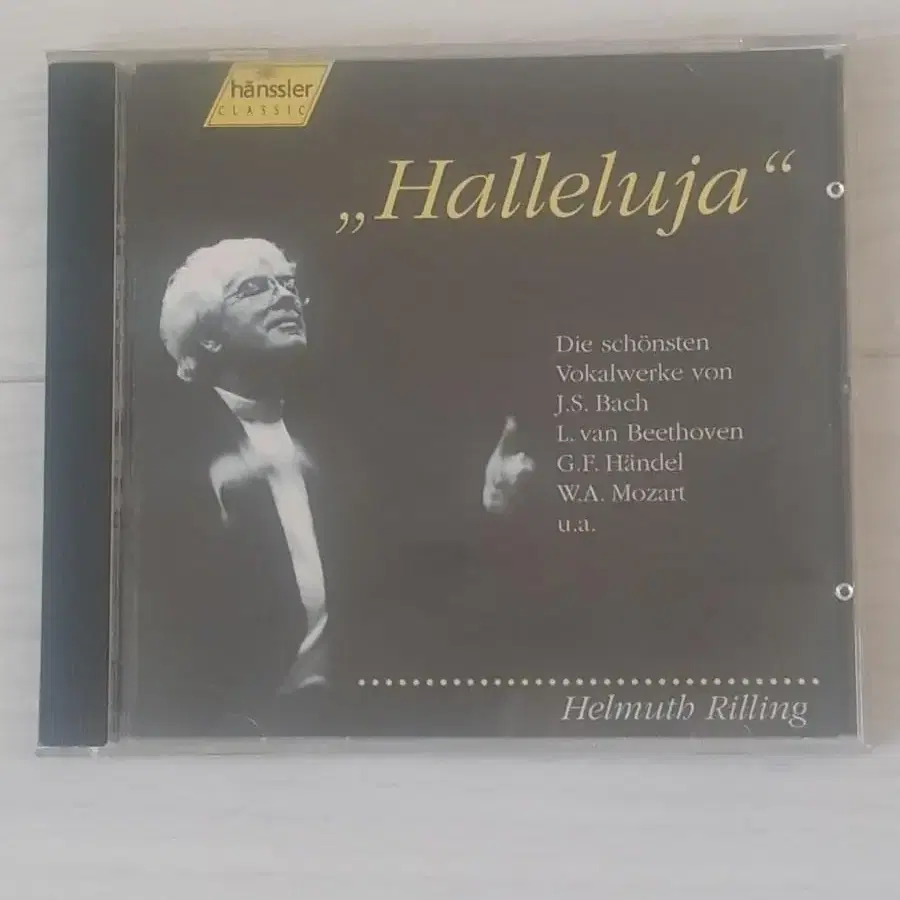 hänssler
CLASSIC
„Halleluja“
Die schönsten
Vokalwerke von
J.S. Bach
L. van Beethoven
G.F. Händel
W.A. Mozart
u.a.
Helmuth Rilling